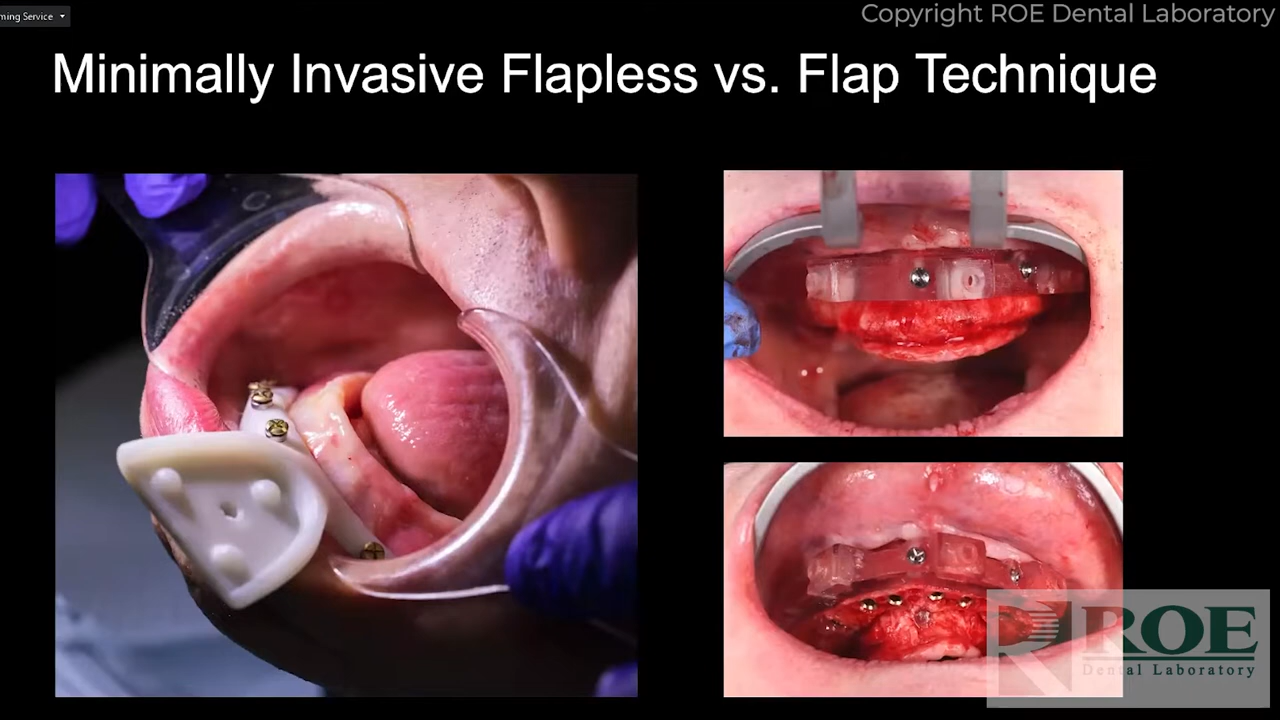 ming Service
Copyright ROE Dental Laboratory
Minimally Invasive Flapless vs. Flap Technique
ROE
Dental Laboratory